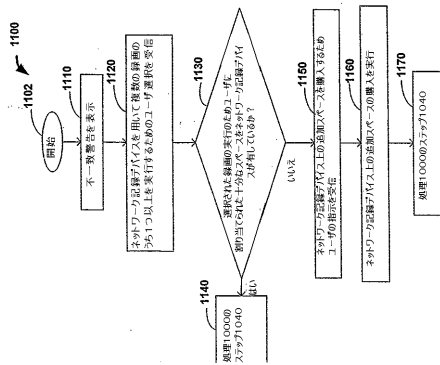 1100
1102
開始
1110
不一致警告を表示
1120
ネットワーク記録デバイスを用いて複数の録画の
うち1つ以上を実行するためのユーザ選択を受信
1130
選択された録画の実行のためユーザに
割り当てられた十分なスペースをネットワーク記録デバイ
スが有しているか?
はい
1140
処理1000の
ステップ1040
いいえ
1150
ネットワーク記録デバイス上の追加スペースを購入するため
ユーザの指示を受信
1160
ネットワーク記録デバイス上の追加スペースの購入を実行
1170
処理1000の
ステップ1040